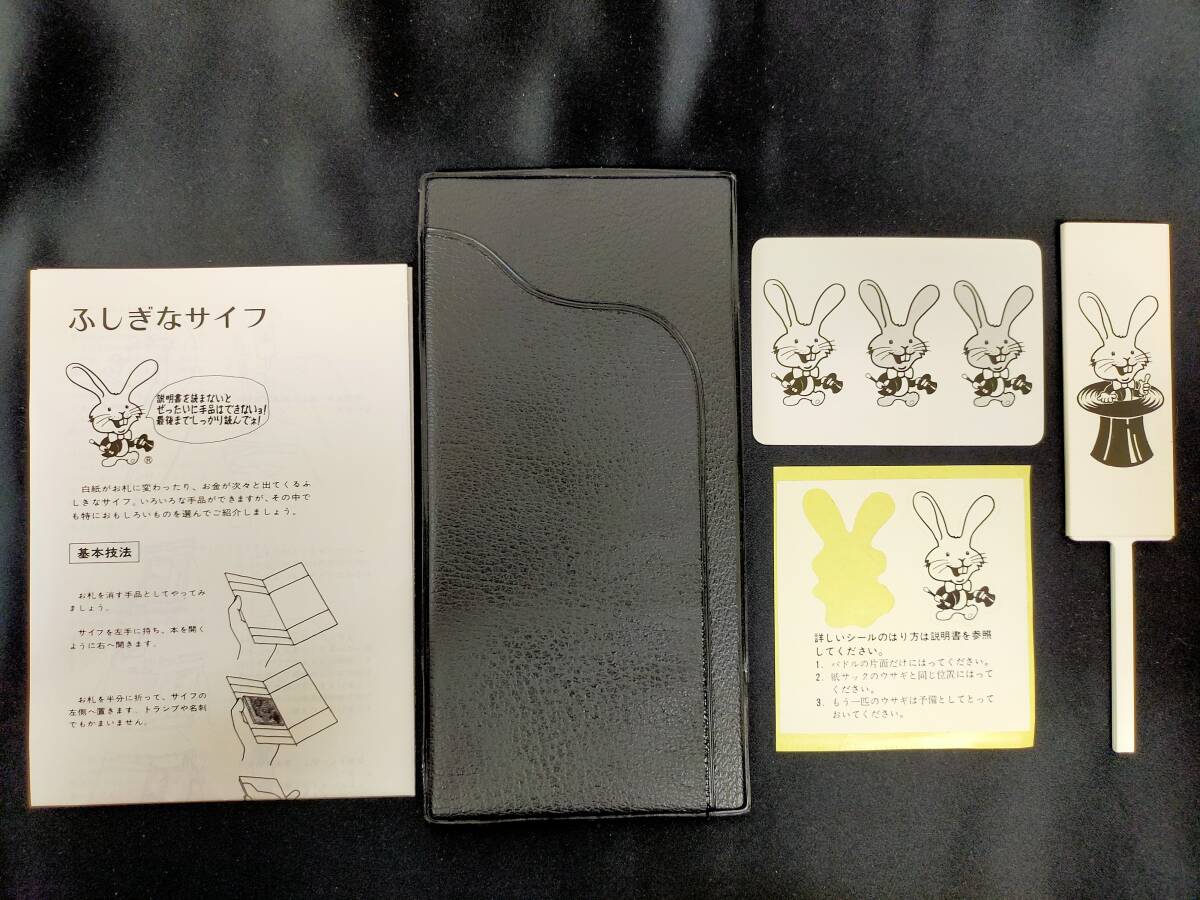 ふしぎなサイフ
説明書を読まないと
ぜったいに手品はできないョ!
最後までしっかり読んでネ!
®
白紙がお札に変わったり、お金が次々と出てくるふ
しきなサイフ。いろいろな手品ができますが、その中で
も特におもしろいものを選んでご紹介しましょう。
基本技法
お札を消す手品としてやってみ
ましょう。
サイフを左手に持ち、本を開く
ように右へ開きます。
お札を半分に折って、サイフの
左側へ置きます。トランプや名刺
でもかまいません。
詳しいシールのはり方は説明書を参照
してください。
1. パドルの片面だけにはってください。
2. 紙サックのウサギと同じ位置にはって
ください。
3. もう一匹のウサギは予備としてとって
おいてください。